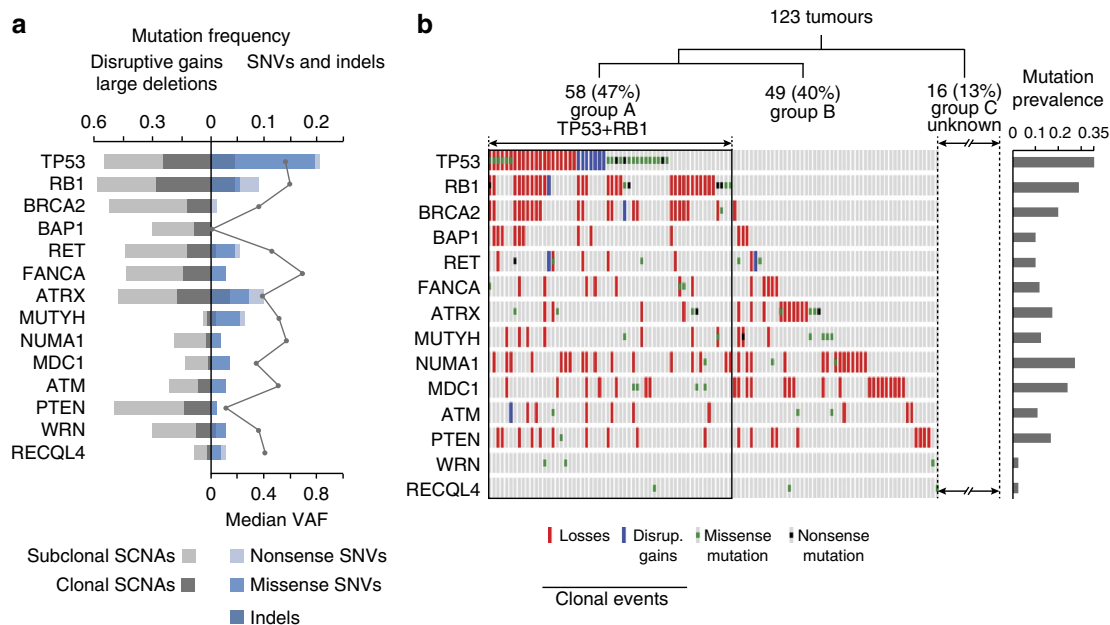 a
Mutation frequency
Disruptive gains
large deletions
SNVs and indels
0.6 0.3 0 0.1 0.2
TP53
RB1
BRCA2
BAP1
RET
FANCA
ATRX
MUTYH
NUMA1
MDC1
ATM
PTEN
WRN
RECQL4
0 0.4 0.8
Median VAF
Subclonal SCNAs
Clonal SCNAs
Nonsense SNVs
Missense SNVs
Indels
b
123 tumours
58 (47%)
group A
TP53+RB1
49 (40%)
group B
16 (13%)
group C
unknown
Mutation
prevalence
0 0.1 0.2 0.35
TP53
RB1
BRCA2
BAP1
RET
FANCA
ATRX
MUTYH
NUMA1
MDC1
ATM
PTEN
WRN
RECQL4
Losses
Disrup.
gains
Missense
mutation
Nonsense
mutation
Clonal events